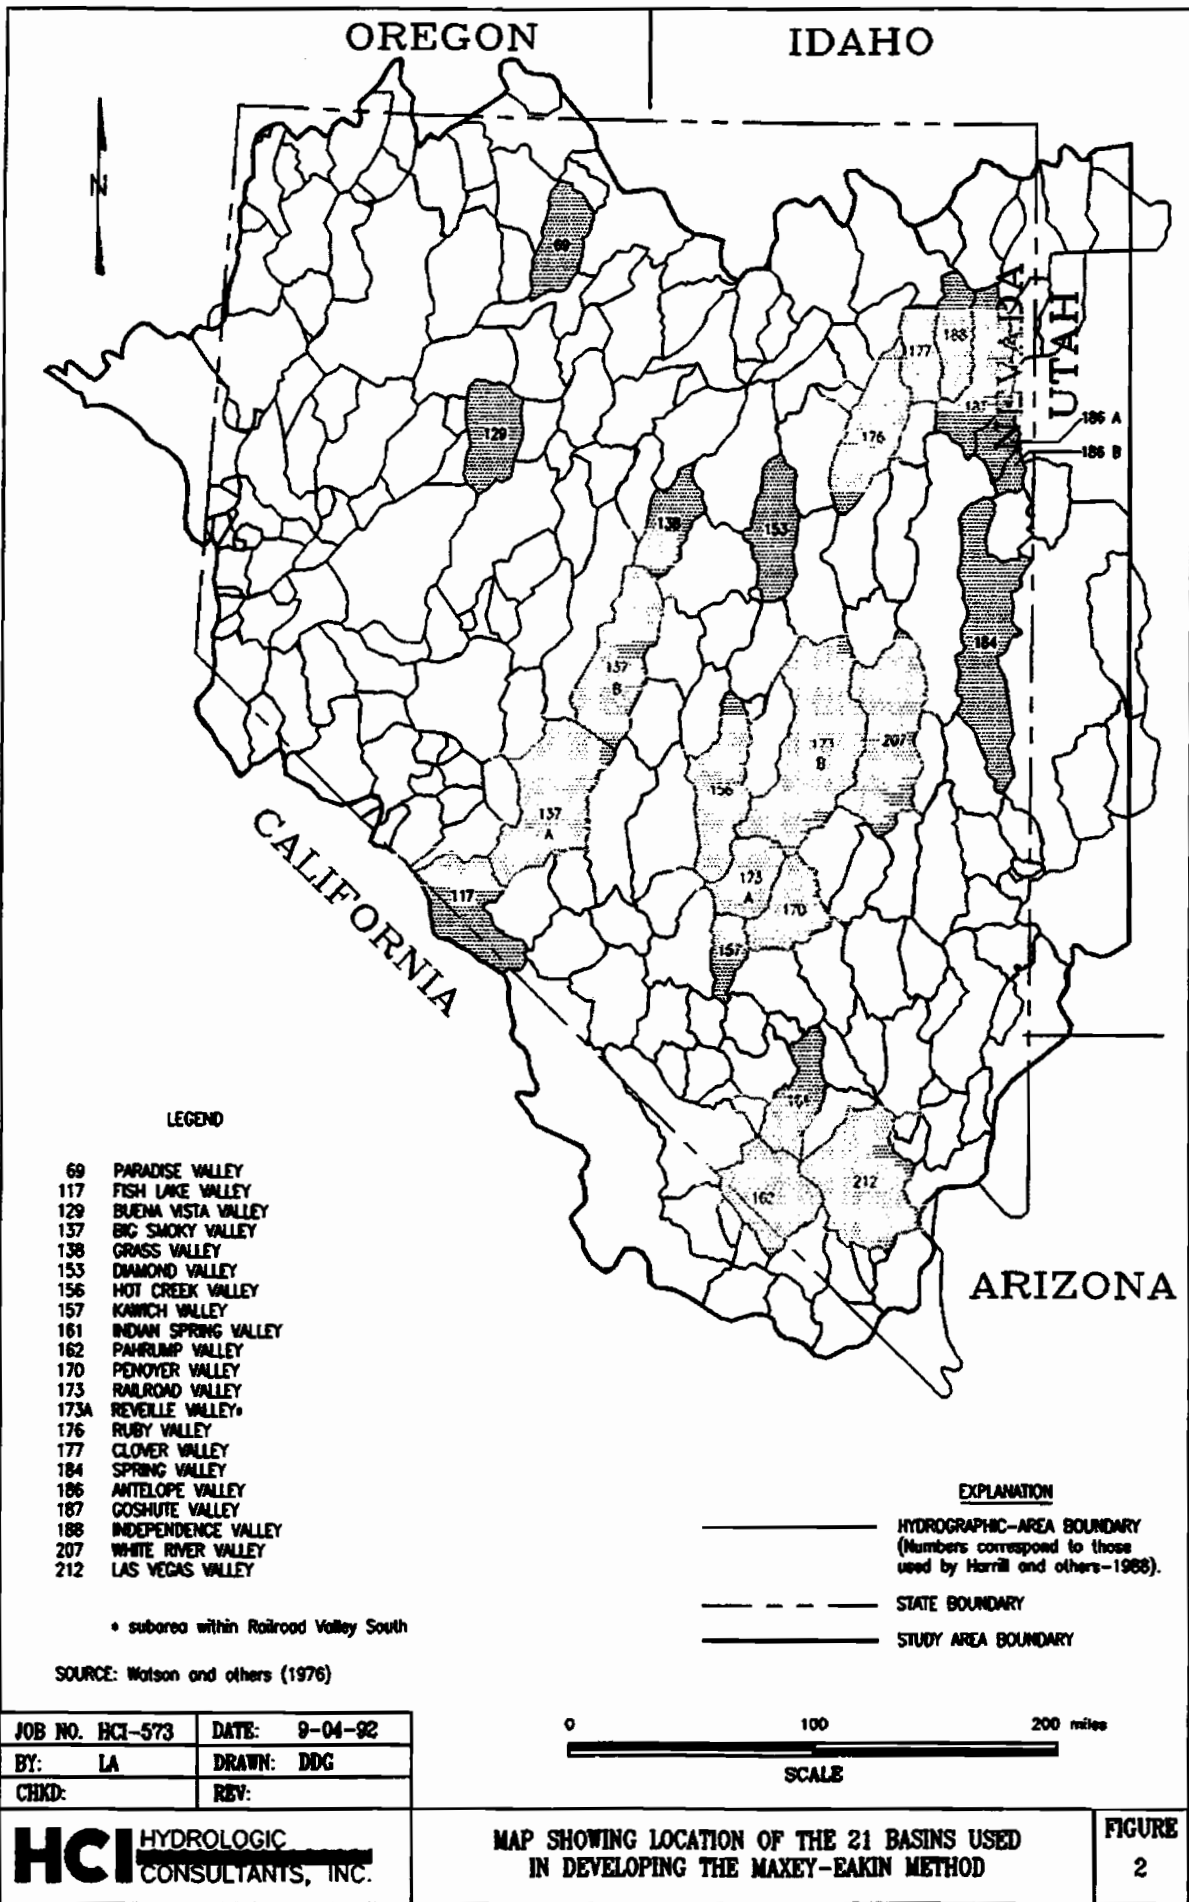 OREGON
IDAHO
N
69
NEVADA
UTAH
188
177
187
186 A
186 B
129
176
138
153
184
137
B
207
173
B
156
137
A
173
A
117
170
157
CALIFORNIA
161
162
212
ARIZONA
LEGEND
69 PARADISE VALLEY
117 FISH LAKE VALLEY
129 BUENA VISTA VALLEY
137 BIG SMOKY VALLEY
138 GRASS VALLEY
153 DIAMOND VALLEY
156 HOT CREEK VALLEY
157 KAWICH VALLEY
161 INDIAN SPRING VALLEY
162 PAHRUMP VALLEY
170 PENOYER VALLEY
173 RAILROAD VALLEY
173A REVEILLE VALLEY*
176 RUBY VALLEY
177 CLOVER VALLEY
184 SPRING VALLEY
186 ANTELOPE VALLEY
187 GOSHUTE VALLEY
188 INDEPENDENCE VALLEY
207 WHITE RIVER VALLEY
212 LAS VEGAS VALLEY
* subarea within Railroad Valley South
SOURCE: Watson and others (1976)
EXPLANATION
HYDROGRAPHIC-AREA BOUNDARY
(Numbers correspond to those
used by Harrill and others-1988).
STATE BOUNDARY
STUDY AREA BOUNDARY
0 100 200 miles
SCALE
JOB NO. HCI-573 DATE: 9-04-92
BY: LA DRAWN: DDG
CHKD: REV:
HCI HYDROLOGIC
CONSULTANTS, INC.
MAP SHOWING LOCATION OF THE 21 BASINS USED
IN DEVELOPING THE MAXEY-EAKIN METHOD
FIGURE
2